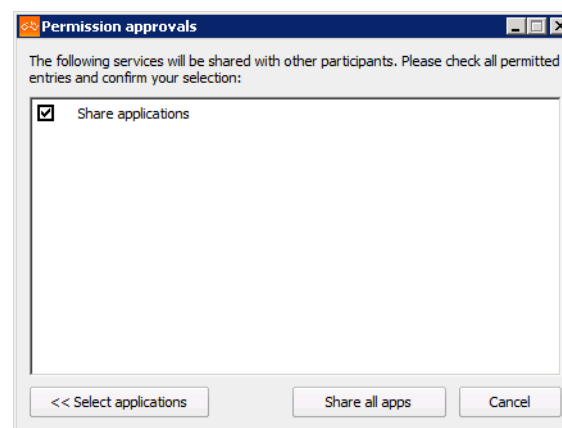 Permission approvals
The following services will be shared with other participants. Please check all permitted
entries and confirm your selection:
Share applications
<< Select applications
Share all apps
Cancel